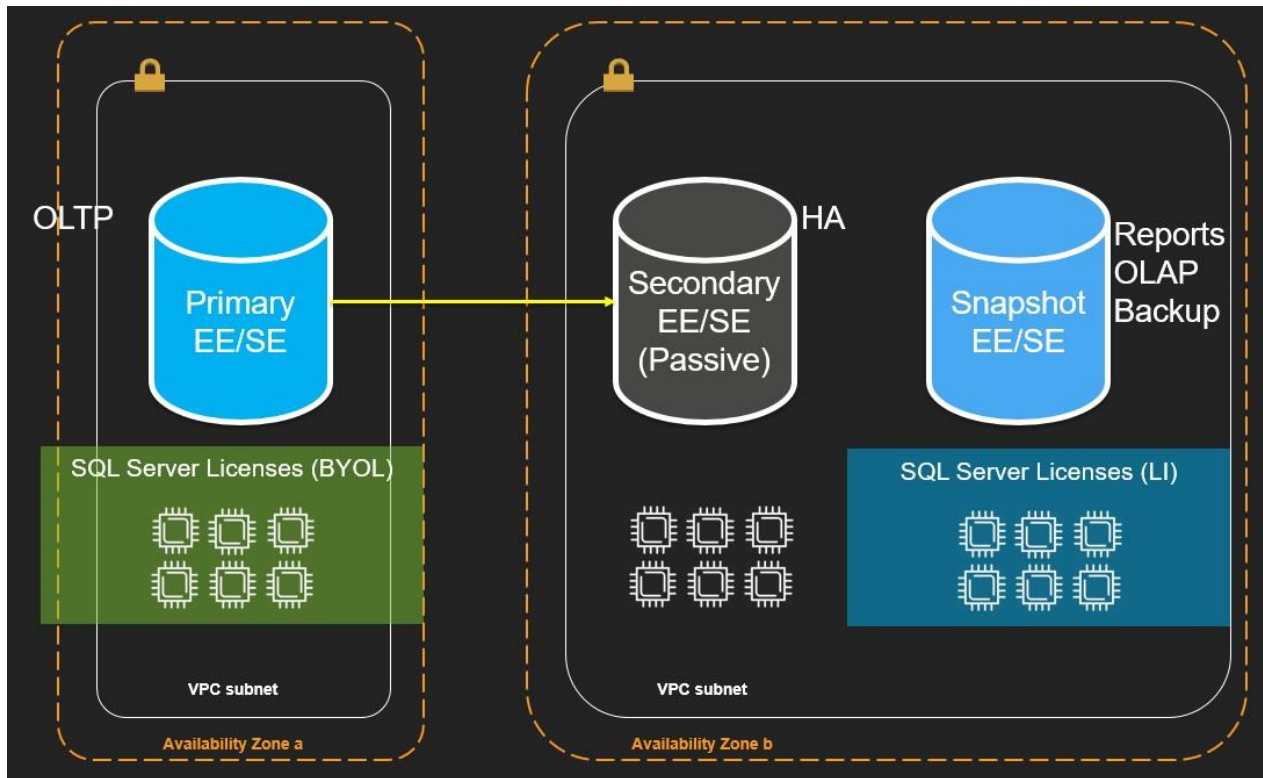 OLTP
Primary
EE/SE
SQL Server Licenses (BYOL)
VPC subnet
Availability Zone a
Secondary
EE/SE
(Passive)
HA
Snapshot
EE/SE
Reports
OLAP
Backup
SQL Server Licenses (LI)
VPC subnet
Availability Zone b